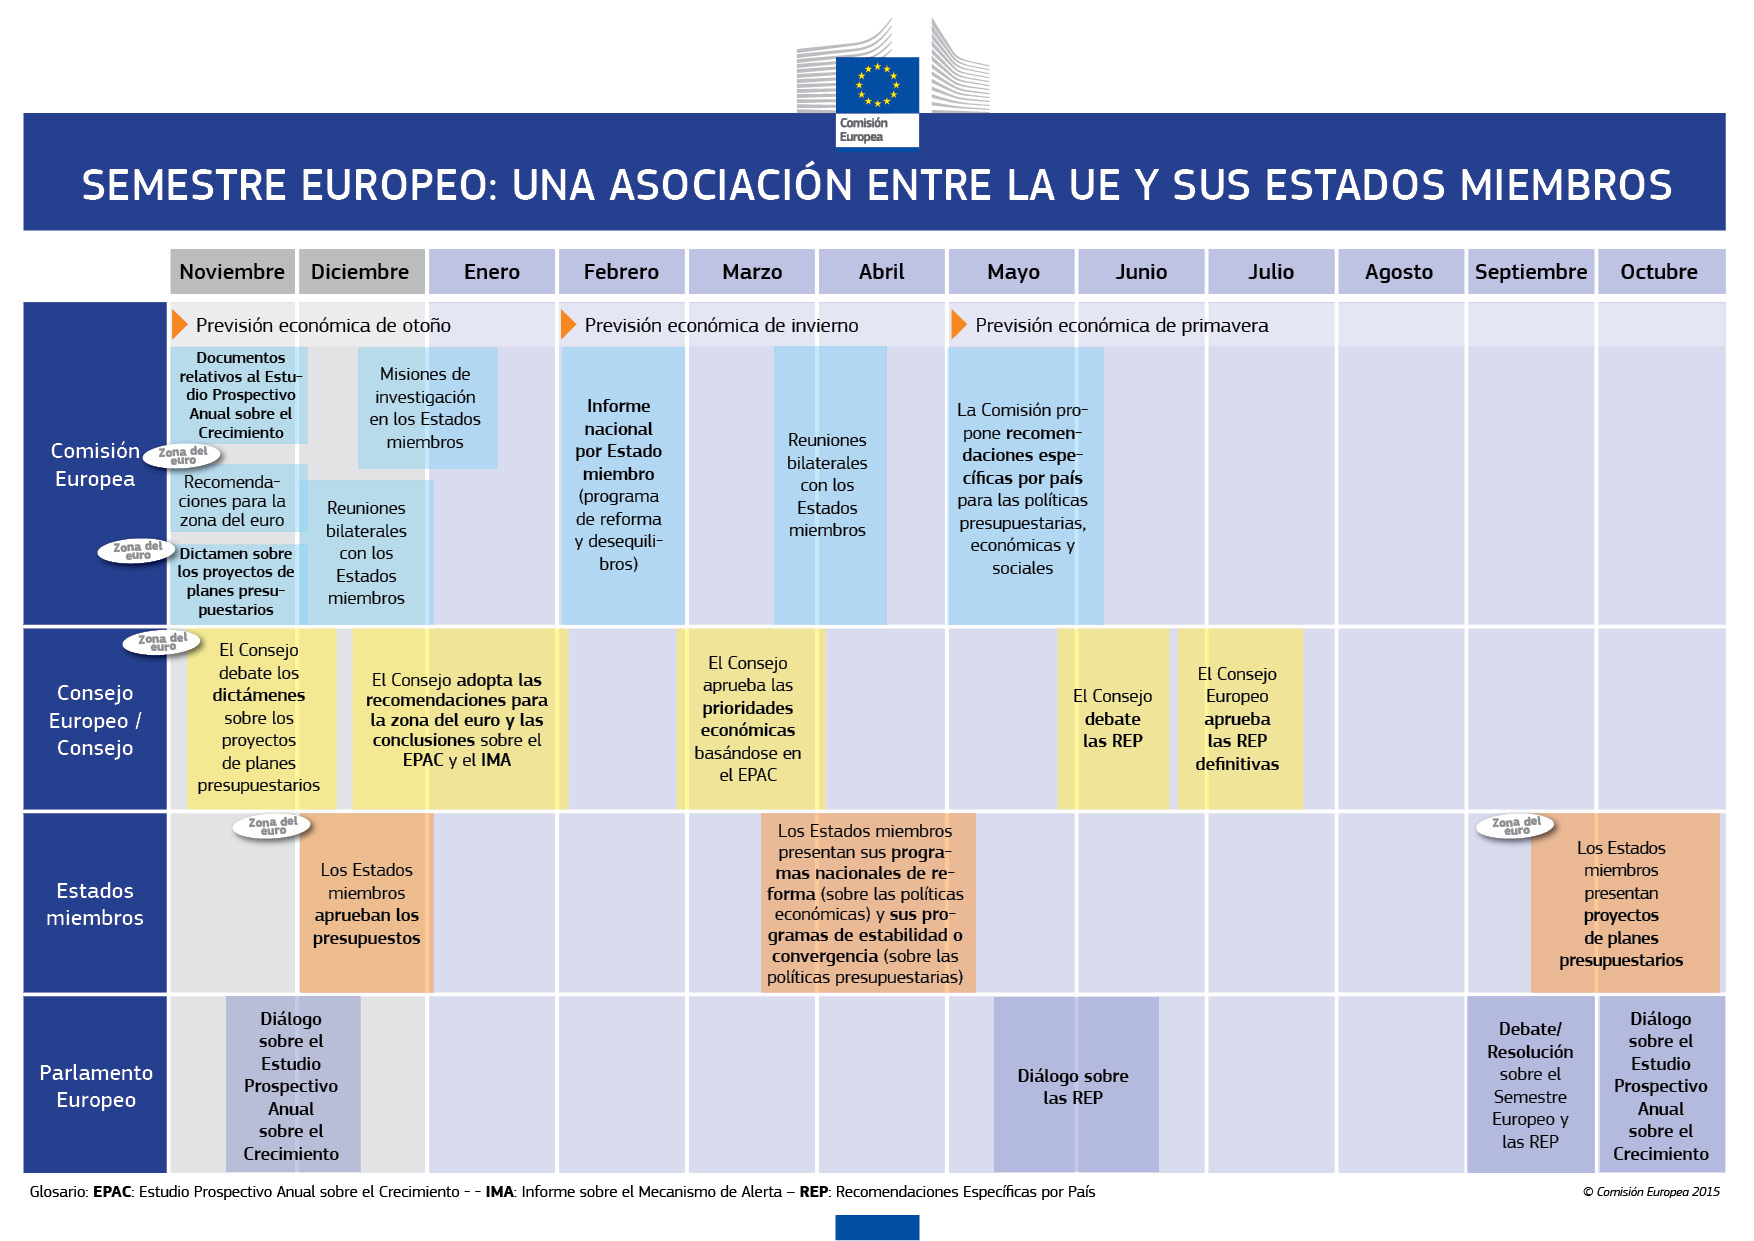 Comisión
Europea
SEMESTRE EUROPEO: UNA ASOCIACIÓN ENTRE LA UE Y SUS ESTADOS MIEMBROS
Noviembre
Diciembre
Enero
Febrero
Marzo
Abril
Mayo
Junio
Julio
Agosto
Septiembre
Octubre
Comisión
Europea
Previsión económica de otoño
Previsión económica de invierno
Previsión económica de primavera
Documentos
relativos al Estu-
dio Prospectivo
Anual sobre el
Crecimiento
Zona del
euro
Recomenda-
ciones para la
zona del euro
Zona del
euro
Dictamen sobre
los proyectos de
planes presu-
puestarios
Misiones de
investigación
en los Estados
miembros
Reuniones
bilaterales
con los
Estados
miembros
Informe
nacional
por Estado
miembro
(programa
de reforma
y desequili-
bros)
Reuniones
bilaterales
con los
Estados
miembros
La Comisión pro-
pone recomen-
daciones espe-
cíficas por país
para las políticas
presupuestarias,
económicas y
sociales
Consejo
Europeo /
Consejo
Zona del
euro
El Consejo
debate los
dictámenes
sobre los
proyectos
de planes
presupuestarios
El Consejo adopta las
recomendaciones para
la zona del euro y las
conclusiones sobre el
EPAC y el IMA
El Consejo
aprueba las
prioridades
económicas
basándose en
el EPAC
El Consejo
debate
las REP
El Consejo
Europeo
aprueba
las REP
definitivas
Estados
miembros
Zona del
euro
Los Estados
miembros
aprueban los
presupuestos
Los Estados miembros
presentan sus progra-
mas nacionales de re-
forma (sobre las políticas
económicas) y sus pro-
gramas de estabilidad o
convergencia (sobre las
políticas presupuestarias)
Zona del
euro
Los Estados
miembros
presentan
proyectos
de planes
presupuestarios
Parlamento
Europeo
Diálogo
sobre el
Estudio
Prospectivo
Anual
sobre el
Crecimiento
Diálogo sobre
las REP
Debate/
Resolución
sobre el
Semestre
Europeo y
las REP
Diálogo
sobre el
Estudio
Prospectivo
Anual
sobre el
Crecimiento
Glosario: EPAC: Estudio Prospectivo Anual sobre el Crecimiento - - IMA: Informe sobre el Mecanismo de Alerta – REP: Recomendaciones Específicas por País
© Comisión Europea 2015